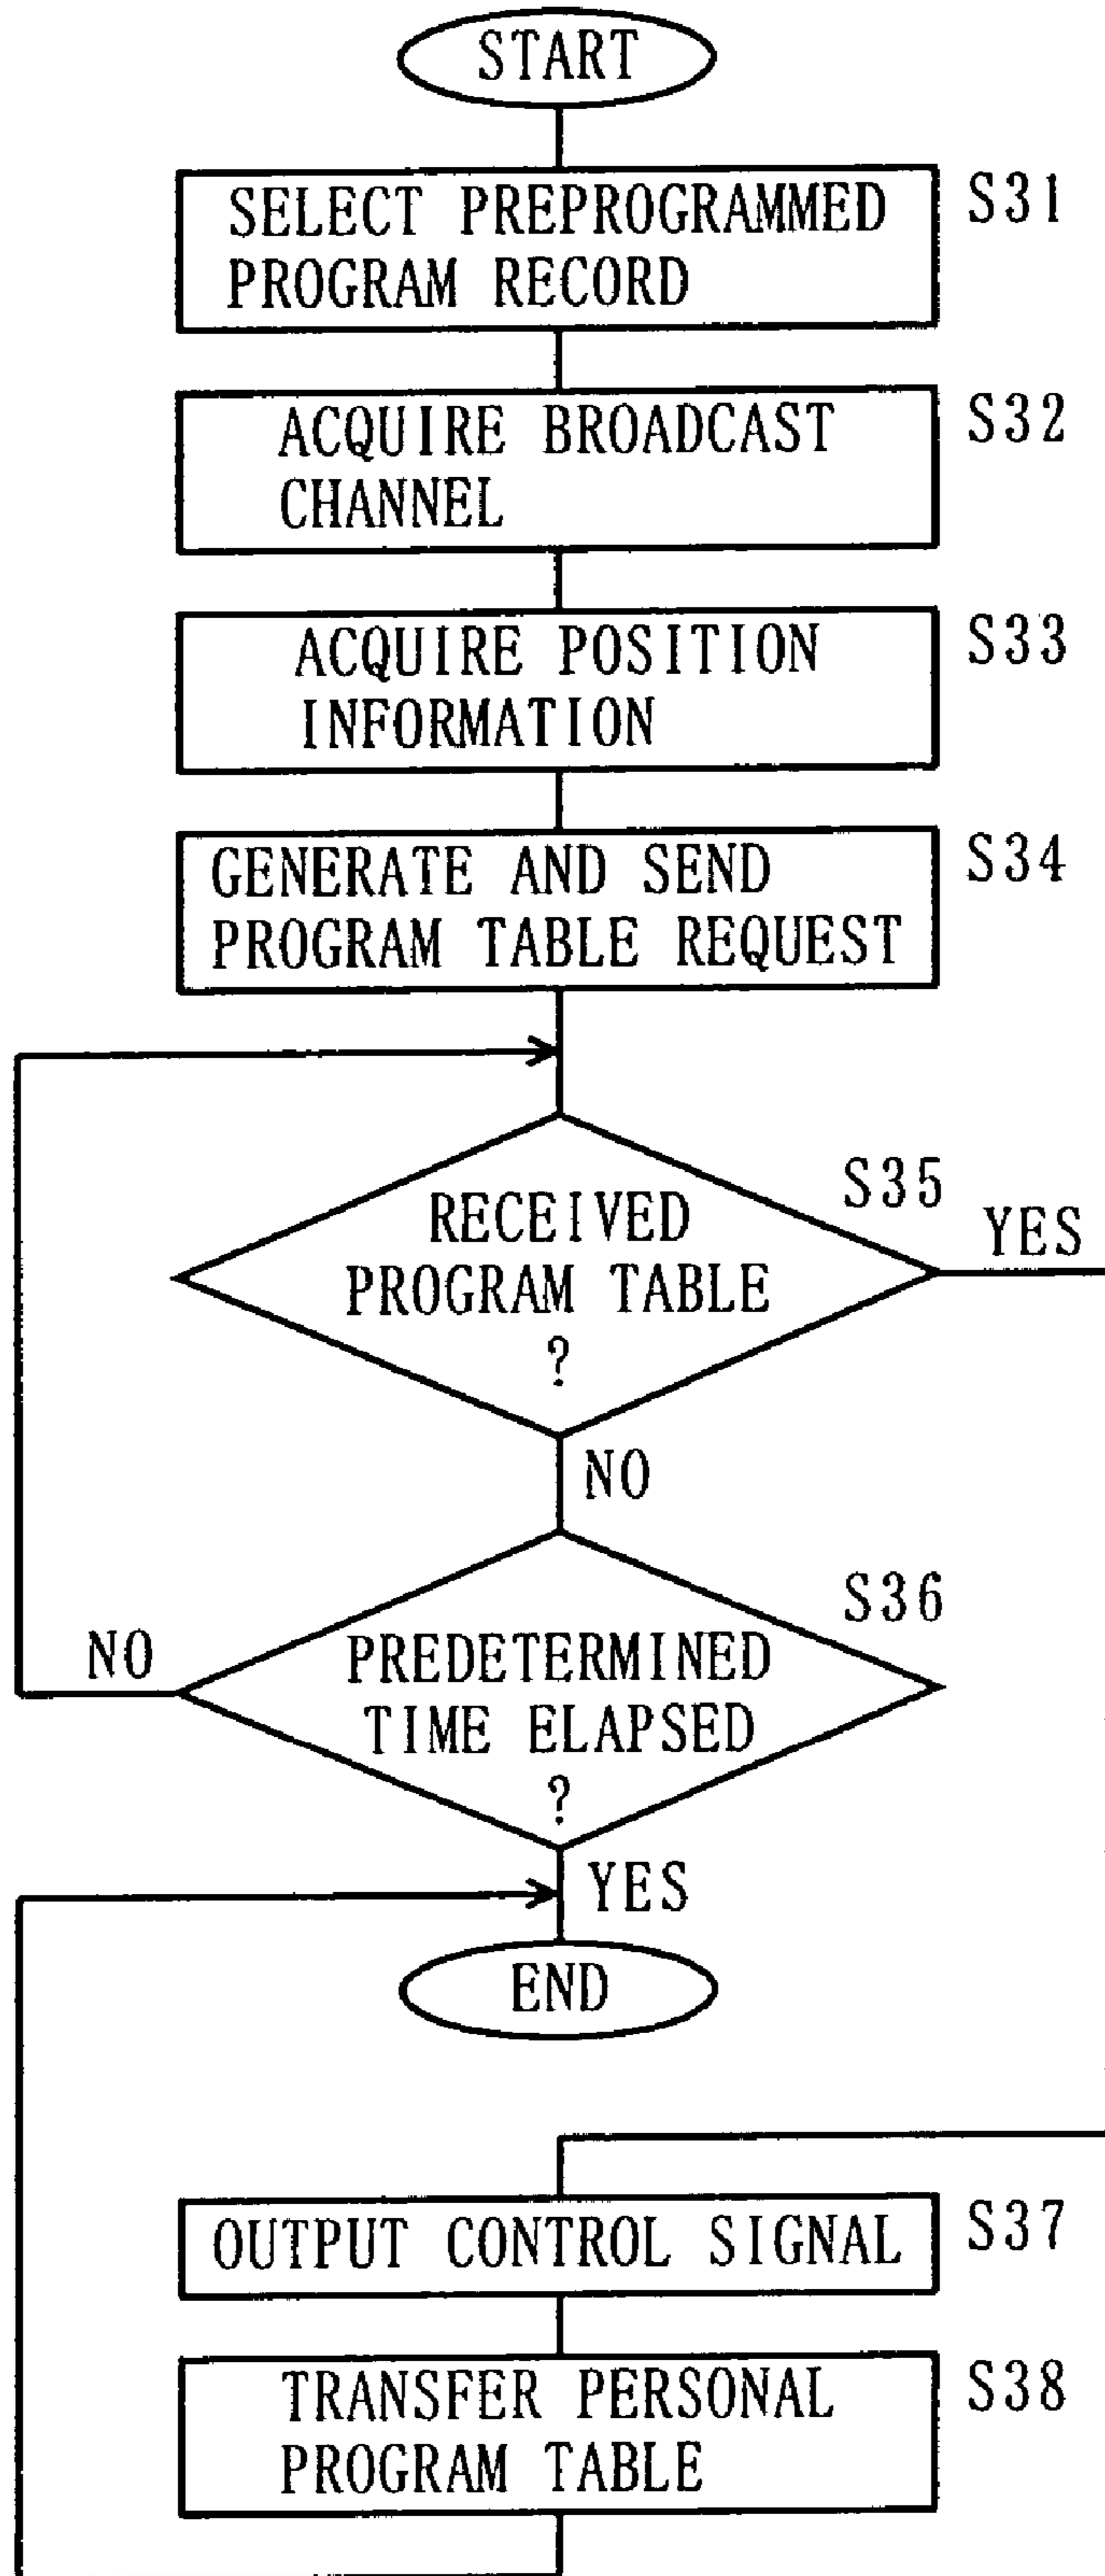 START
SELECT PREPROGRAMMED
PROGRAM RECORD
S31
ACQUIRE BROADCAST
CHANNEL
S32
ACQUIRE POSITION
INFORMATION
S33
GENERATE AND SEND
PROGRAM TABLE REQUEST
S34
S35
RECEIVED
PROGRAM TABLE
?
YES
NO
S36
PREDETERMINED
TIME ELAPSED
?
NO
YES
END
OUTPUT CONTROL SIGNAL
S37
TRANSFER PERSONAL
PROGRAM TABLE
S38